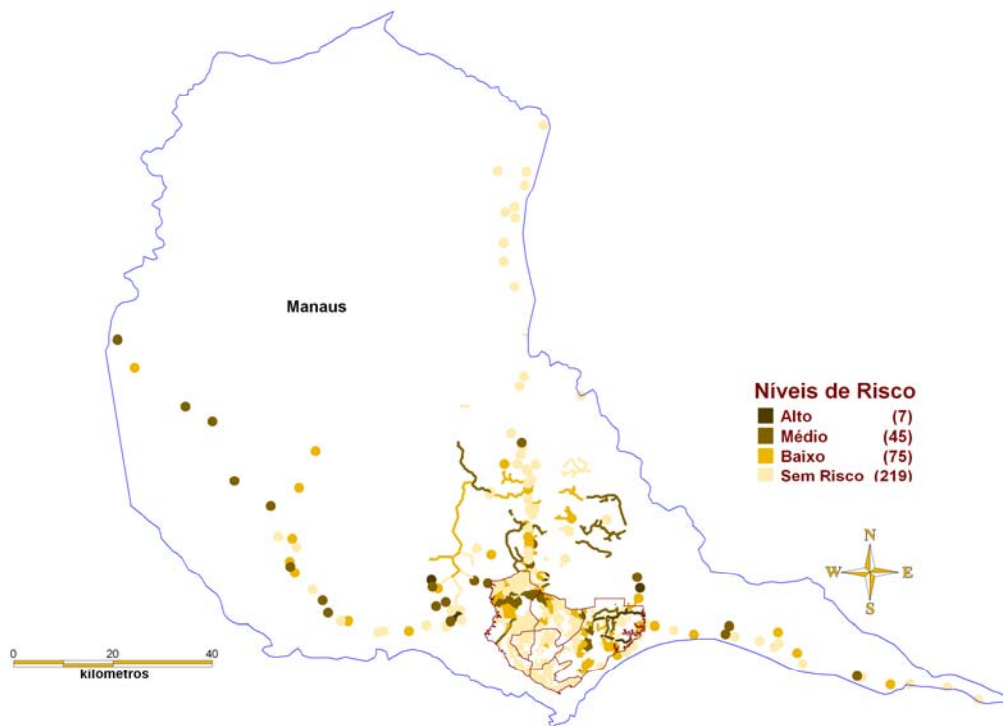 Manaus
Níveis de Risco
Alto (7)
Médio (45)
Baixo (75)
Sem Risco (219)
N
W E
S
0 20 40
kilometros